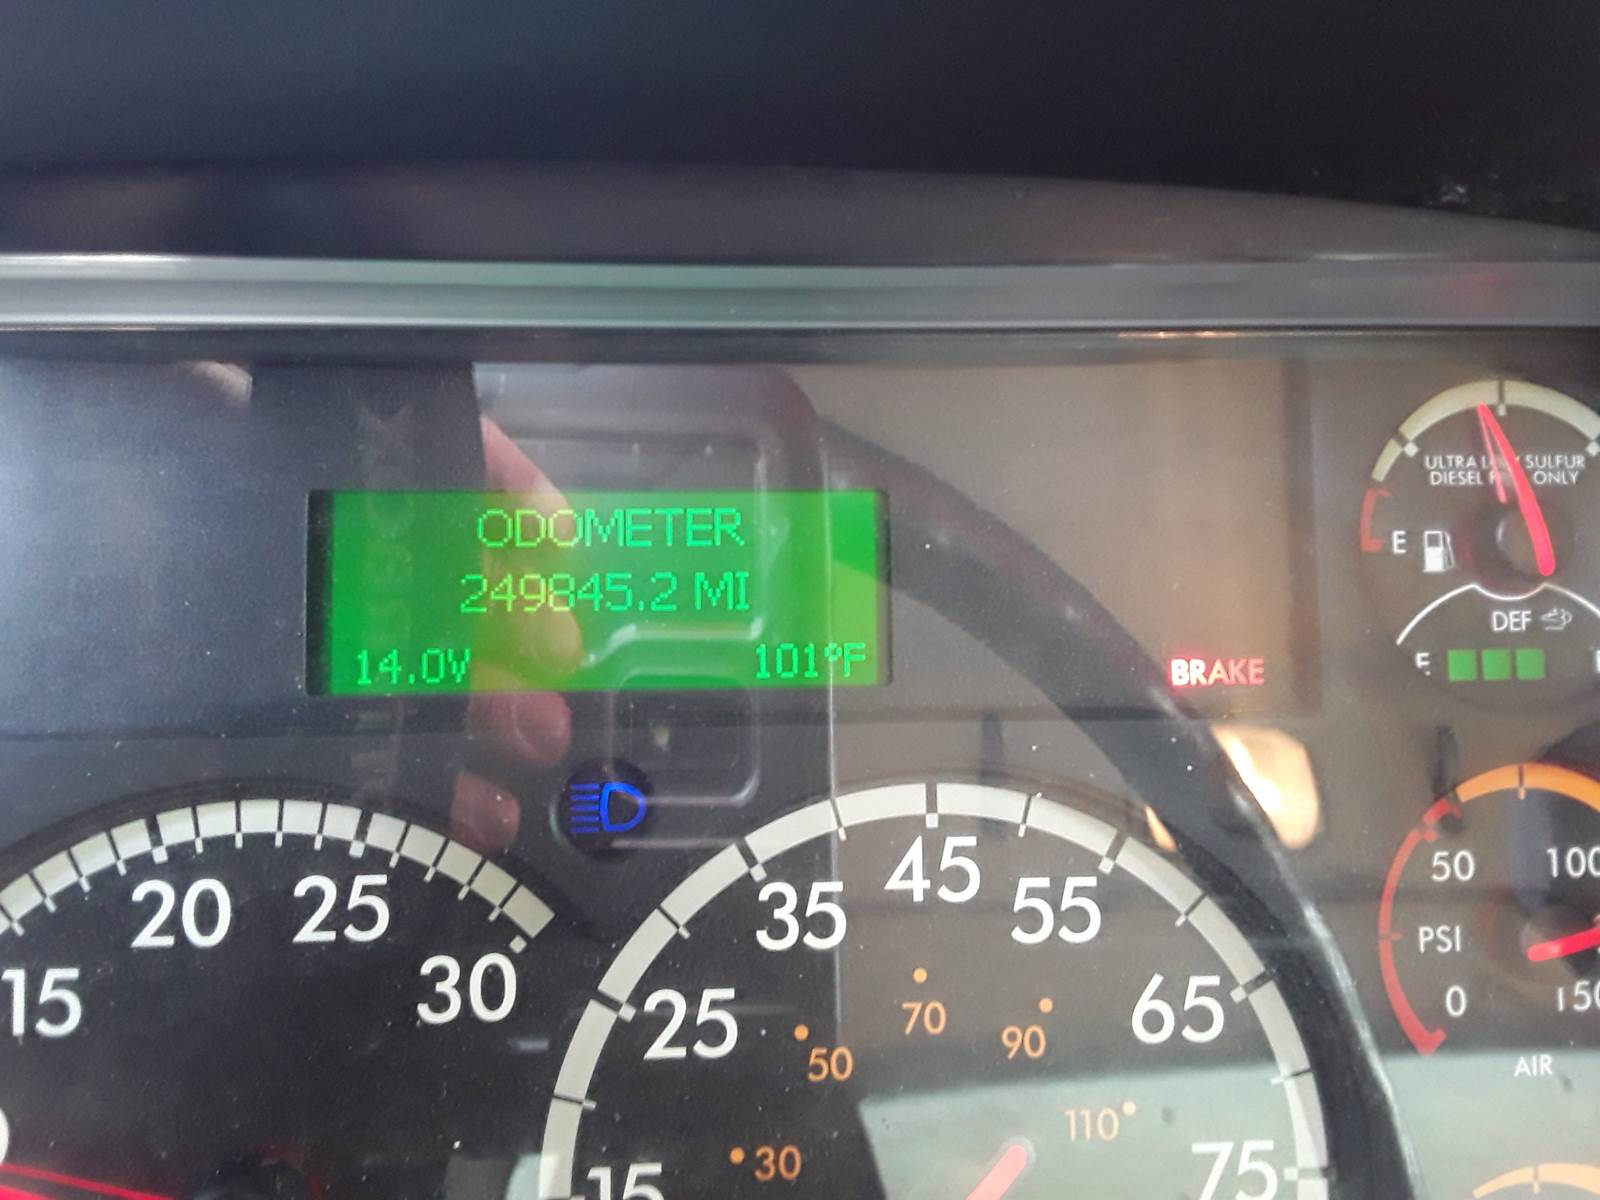 ODOMETER
249845.2 MI
14.0V 101°F
BRAKE
ULTRA LOW SULFUR
DIESEL ONLY
E
DEF
E
15 20 25 30
15 25 35 45 55 65 75
30 50 70 90 110
50 100
PSI
0 150
AIR